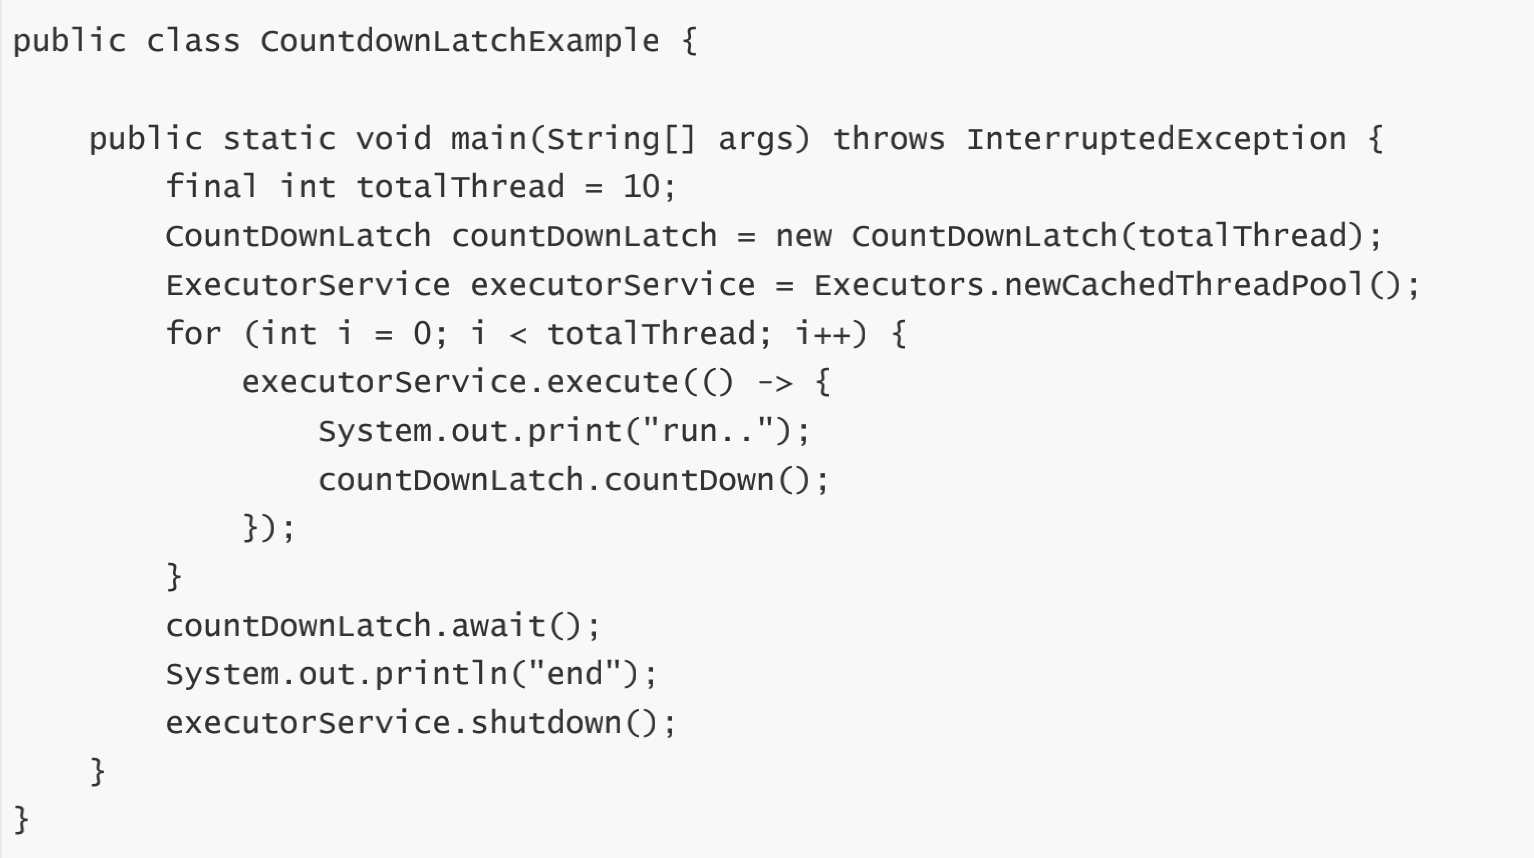 public class CountdownLatchExample {

    public static void main(String[] args) throws InterruptedException {
        final int totalThread = 10;
        CountDownLatch countDownLatch = new CountDownLatch(totalThread);
        ExecutorService executorService = Executors.newCachedThreadPool();
        for (int i = 0; i < totalThread; i++) {
            executorService.execute(() -> {
                System.out.print("run..");
                countDownLatch.countDown();
            });
        }
        countDownLatch.await();
        System.out.println("end");
        executorService.shutdown();
    }
}